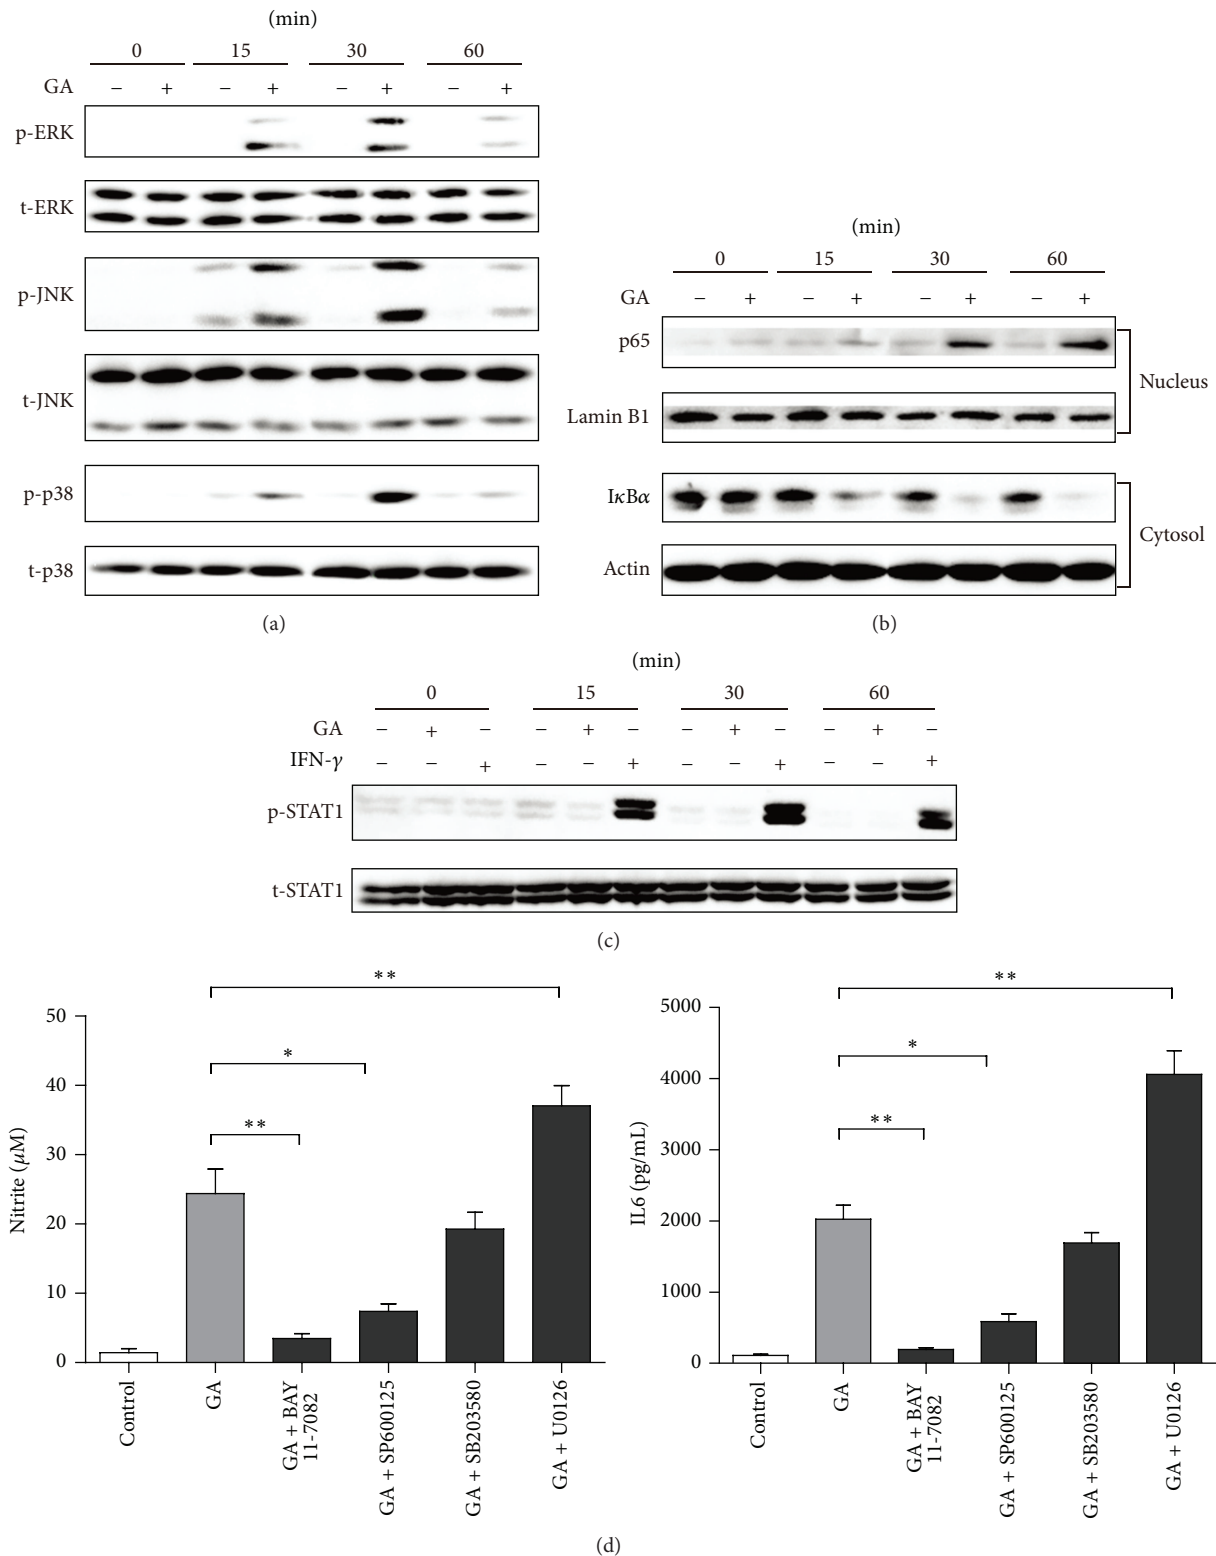 (min)
0 15 30 60
GA − + − + − + − +
p-ERK
t-ERK
p-JNK
t-JNK
p-p38
t-p38
(a)
(min)
0 15 30 60
GA − + − + − + − +
p65
Lamin B1
Nucleus
IκBα
Actin
Cytosol
(b)
(min)
0 15 30 60
GA − + − − + − − + − − + −
IFN-γ − − + − − + − − + − − +
p-STAT1
t-STAT1
(c)
Nitrite (μM)
50
40
30
20
10
0
**
*
**
Control
GA
GA + BAY
11-7082
GA + SP600125
GA + SB203580
GA + U0126
IL6 (pg/mL)
5000
4000
3000
2000
1000
0
**
*
**
Control
GA
GA + BAY
11-7082
GA + SP600125
GA + SB203580
GA + U0126
(d)